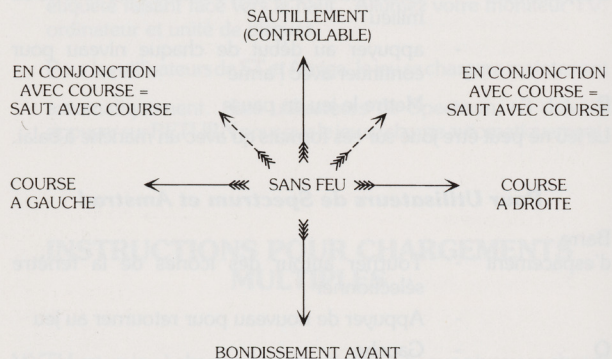 SAUTILLEMENT
(CONTROLABLE)
EN CONJONCTION
AVEC COURSE =
SAUT AVEC COURSE
EN CONJONCTION
AVEC COURSE =
SAUT AVEC COURSE
COURSE
A GAUCHE
SANS FEU
COURSE
A DROITE
BONDISSEMENT AVANT